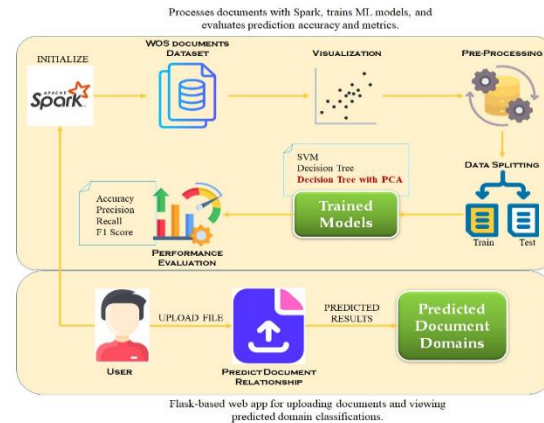 Processes documents with Spark, trains ML models, and
evaluates prediction accuracy and metrics.
INITIALIZE
APACHE
Spark
WOS DOCUMENTS
DATASET
VISUALIZATION
PRE-PROCESSING
DATA SPLITTING
Train
Test
SVM
Decision Tree
Decision Tree with PCA
Trained
Models
Accuracy
Precision
Recall
F1 Score
PERFORMANCE
EVALUATION
USER
UPLOAD FILE
PREDICT DOCUMENT
RELATIONSHIP
PREDICTED
RESULTS
Predicted
Document
Domains
Flask-based web app for uploading documents and viewing
predicted domain classifications.